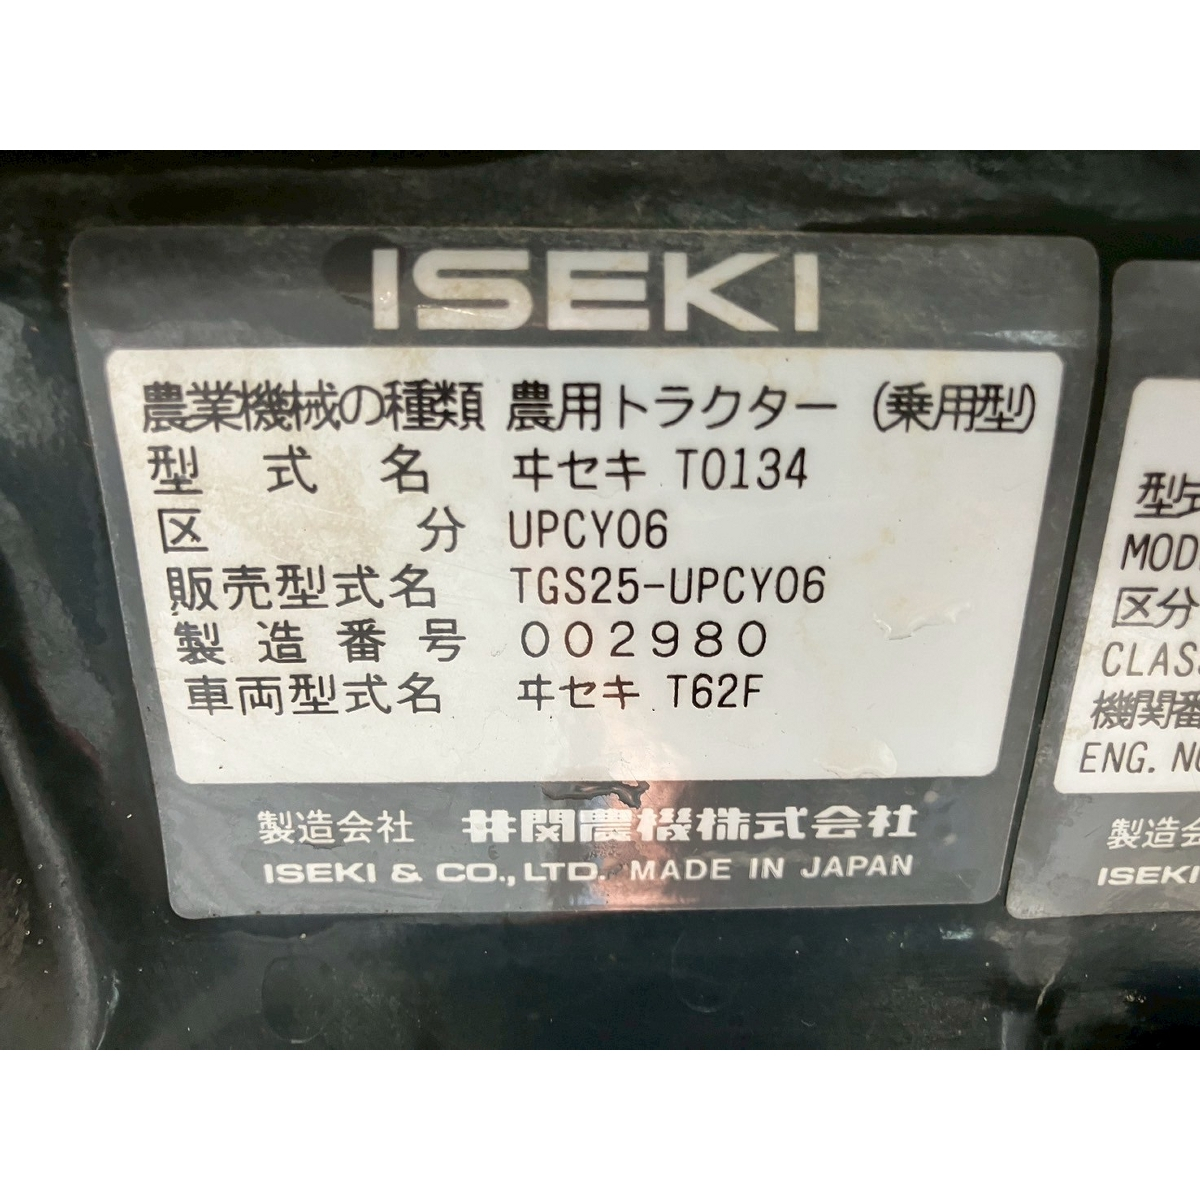 ISEKI
農業機械の種類 農用トラクター (乗用型)
型式名 ヰセキ T0134
区分 UPCY06
販売型式名 TGS25-UPCY06
製造番号 002980
車両型式名 ヰセキ T62F
製造会社 井関農機株式会社
ISEKI & CO., LTD. MADE IN JAPAN
型式
MOD
区分
CLAS
機関番
ENG. NO
製造会
ISEKI